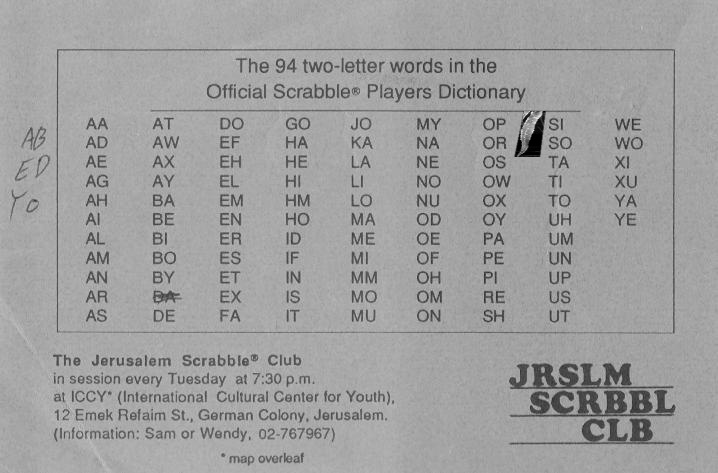 The 94 two-letter words in the
Official Scrabble® Players Dictionary
AA AT DO GO JO MY OP SI WE
AD AW EF HA KA NA OR SO WO
AE AX EH HE LA NE OS TA XI
AG AY EL HI LI NO OW TI XU
AH BA EM HM LO NU OX TO YA
AI BE EN HO MA OD OY UH YE
AL BI ER ID ME OE PA UM
AM BO ES IF MI OF PE UN
AN BY ET IN MM OH PI UP
AR DA EX IS MO OM RE US
AS DE FA IT MU ON SH UT
AB
ED
YO
The Jerusalem Scrabble® Club
in session every Tuesday at 7:30 p.m.
at ICCY* (International Cultural Center for Youth),
12 Emek Refaim St., German Colony, Jerusalem.
(Information: Sam or Wendy, 02-767967)
* map overleaf
JRSLM
SCRBBL
CLB